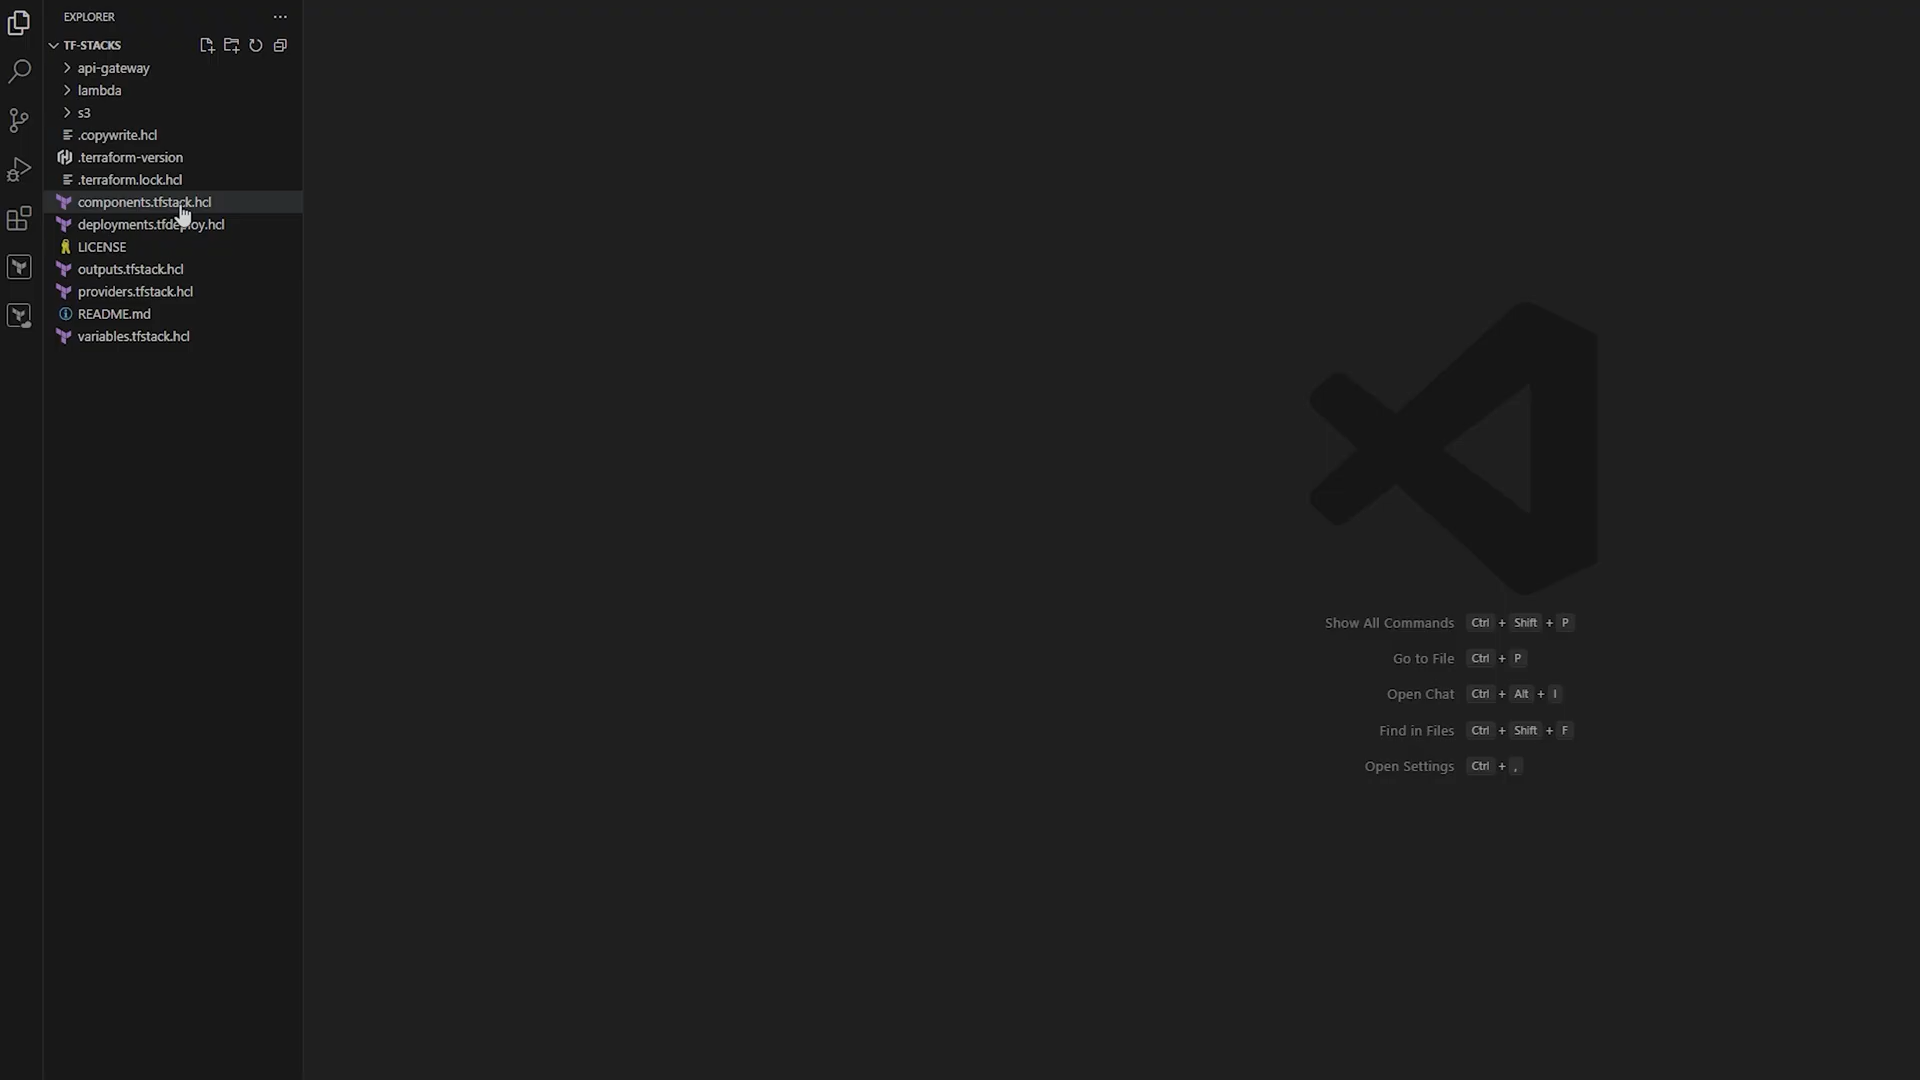 EXPLORER
TF-STACKS
api-gateway
lambda
s3
.copywrite.hcl
.terraform-version
.terraform.lock.hcl
components.tfstack.hcl
deployments.tfdeploy.hcl
LICENSE
outputs.tfstack.hcl
providers.tfstack.hcl
README.md
variables.tfstack.hcl
Show All Commands Ctrl + Shift + P
Go to File Ctrl + P
Open Chat Ctrl + Alt + I
Find in Files Ctrl + Shift + F
Open Settings Ctrl + ,